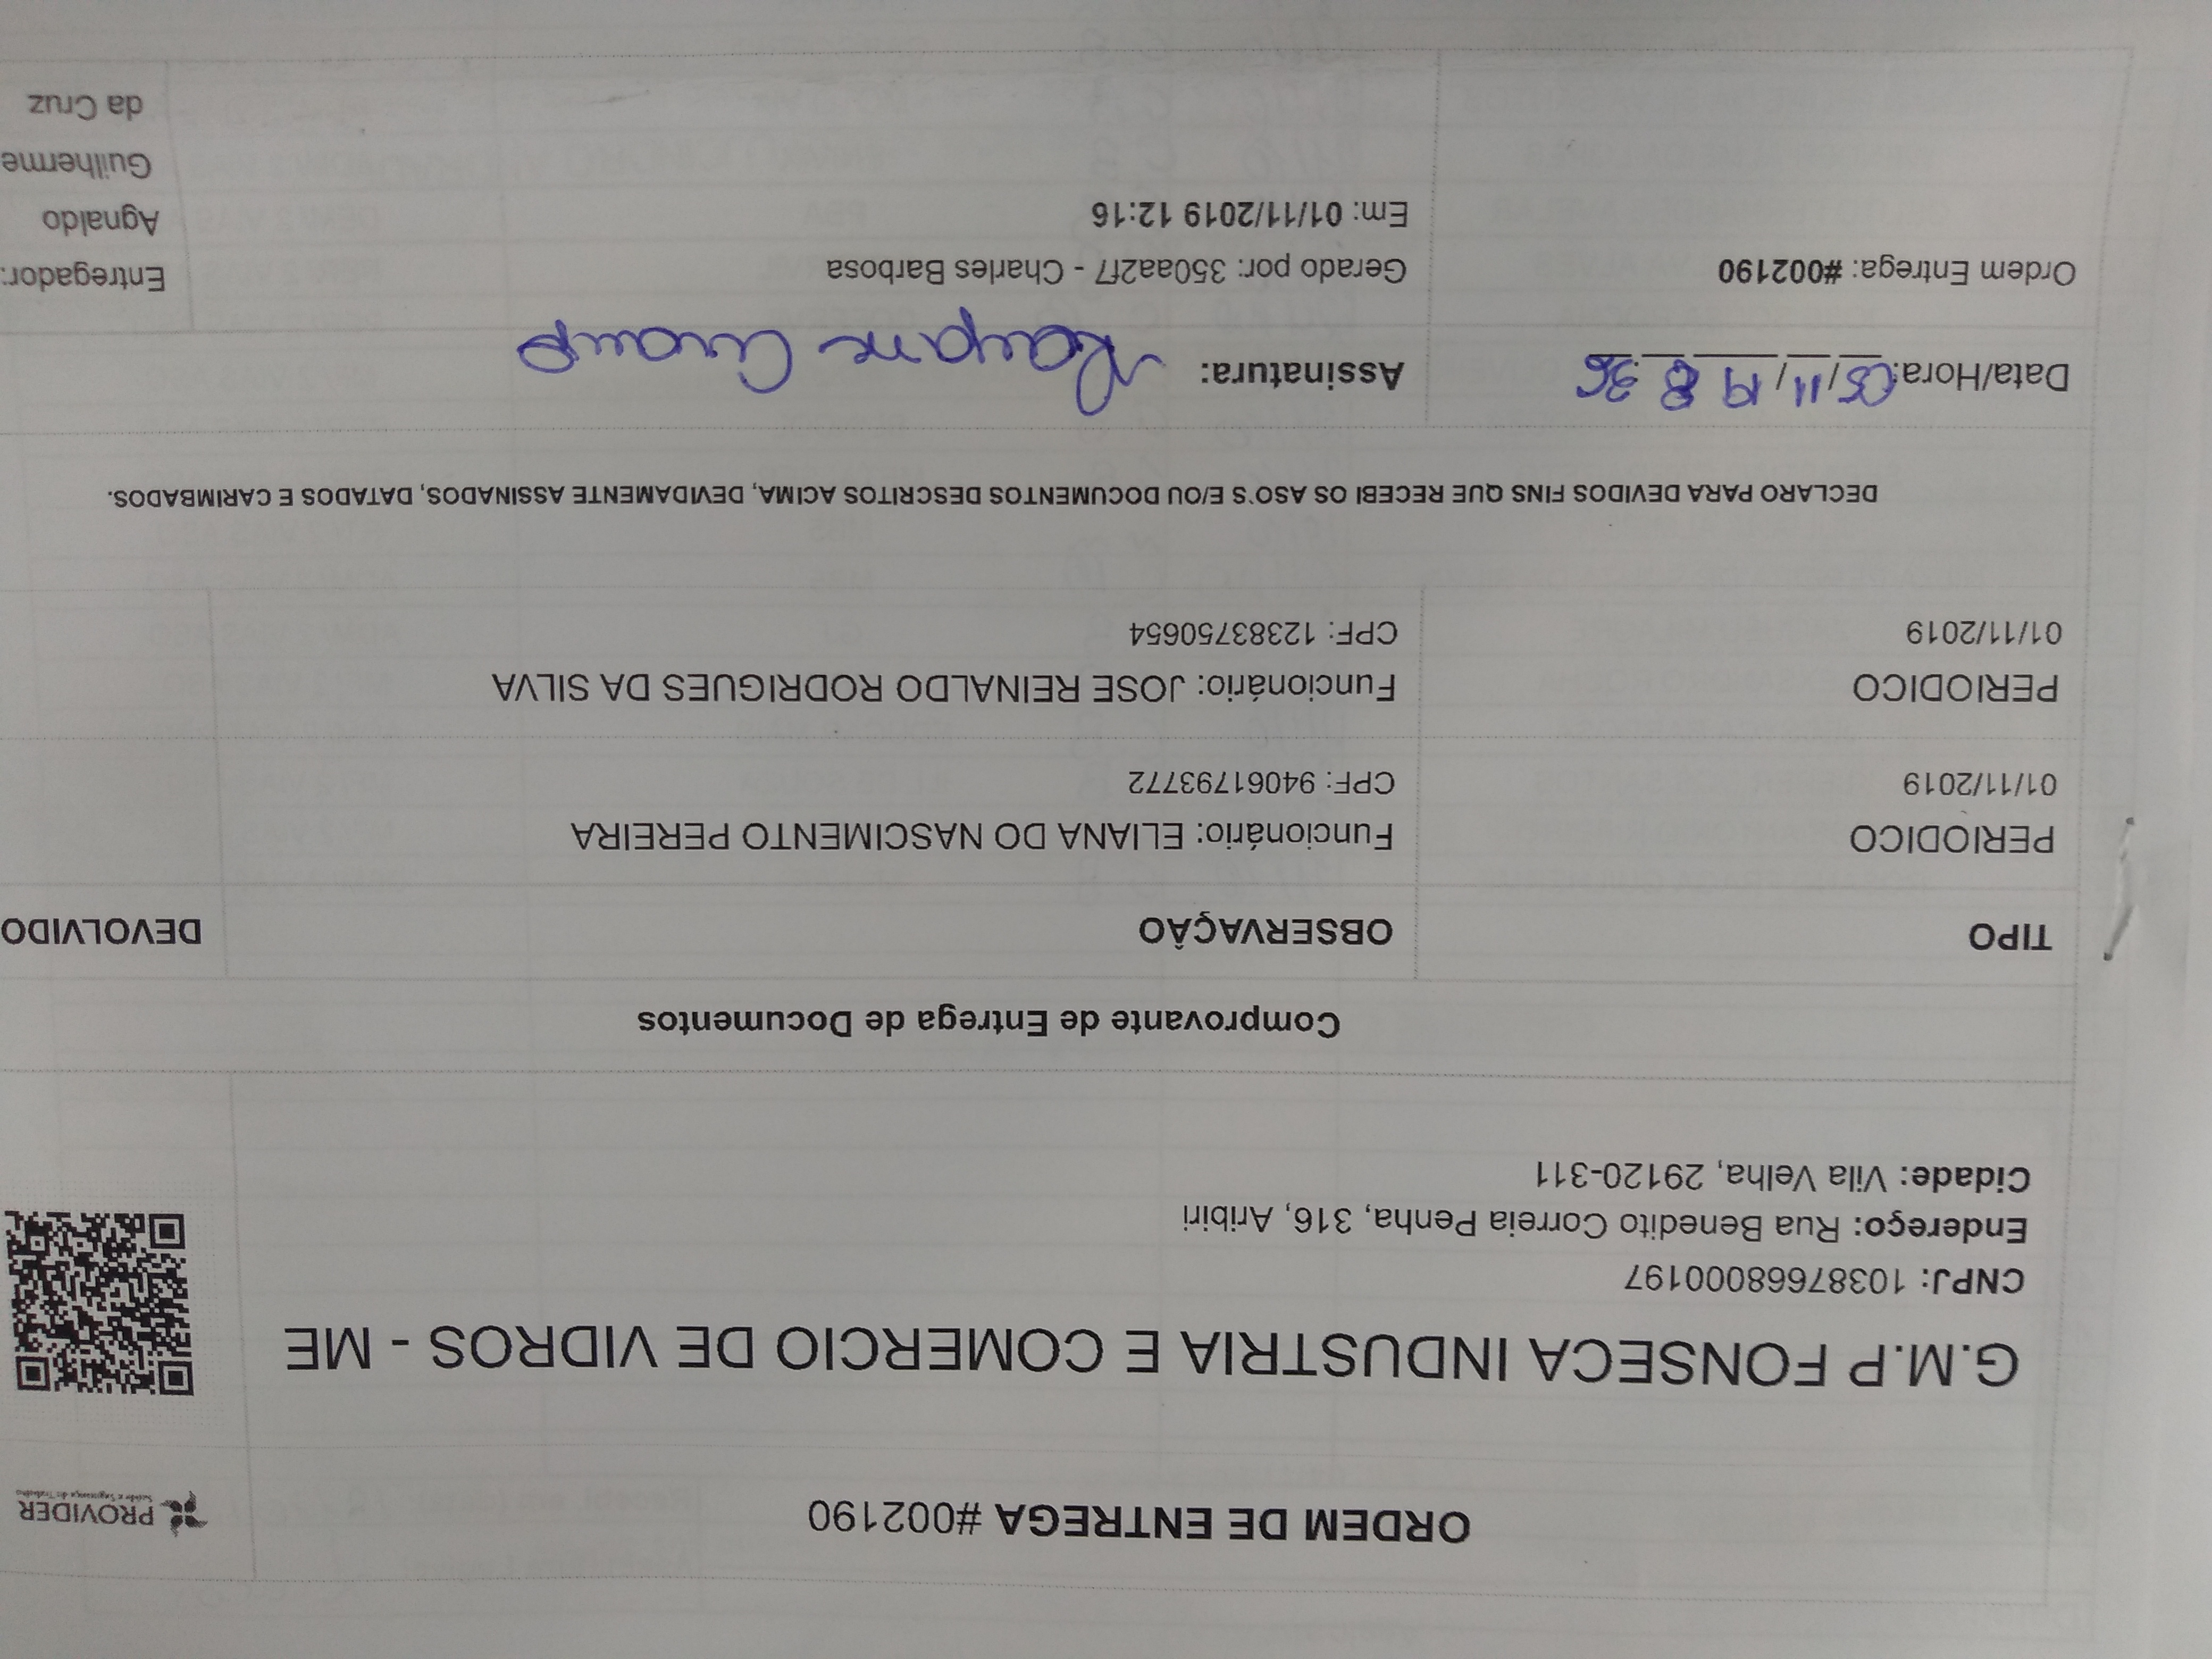 ORDEM DE ENTREGA #002190
PROVIDER
Saúde e Segurança do Trabalho
G.M.P FONSECA INDUSTRIA E COMERCIO DE VIDROS - ME
CNPJ: 10387668000197
Endereço: Rua Benedito Correia Penha, 316, Aribiri
Cidade: Vila Velha, 29120-311
Comprovante de Entrega de Documentos
TIPO OBSERVAÇÃO DEVOLVIDO
PERIODICO Funcionário: ELIANA DO NASCIMENTO PEREIRA
01/11/2019 CPF: 94061793772
PERIODICO Funcionário: JOSE REINALDO RODRIGUES DA SILVA
01/11/2019 CPF: 12383750654
DECLARO PARA DEVIDOS FINS QUE RECEBI OS ASO'S E/OU DOCUMENTOS DESCRITOS ACIMA, DEVIDAMENTE ASSINADOS, DATADOS E CARIMBADOS.
Data/Hora: 05/11/19 8:36 Assinatura:
Ordem Entrega: #002190 Gerado por: 350aa2f7 - Charles Barbosa
Em: 01/11/2019 12:16
Entregador:
Agnaldo
Guilherme
da Cruz